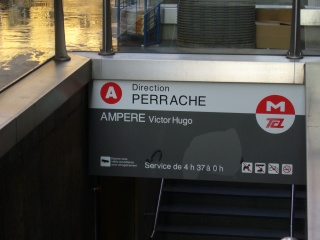 A Direction
PERRACHE
M
TCL
AMPERE Victor Hugo
Service de 4 h 37 à 0 h